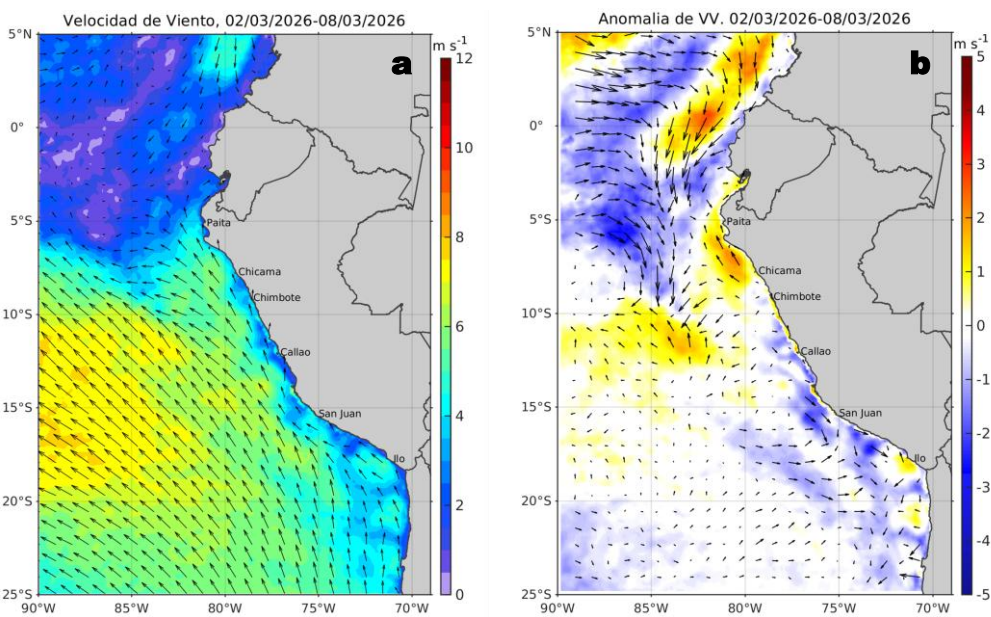 Velocidad de Viento, 02/03/2026-08/03/2026
a
m s⁻¹
5°N
0°
5°S
10°S
15°S
20°S
25°S
90°W
85°W
80°W
75°W
70°W
Paita
Chicama
Chimbote
Callao
San Juan
Ilo
12
10
8
6
4
2
0
Anomalia de VV. 02/03/2026-08/03/2026
b
m s⁻¹
5°N
0°
5°S
10°S
15°S
20°S
25°S
90°W
85°W
80°W
75°W
70°W
Paita
Chicama
Chimbote
Callao
San Juan
Ilo
5
4
3
2
1
0
-1
-2
-3
-4
-5